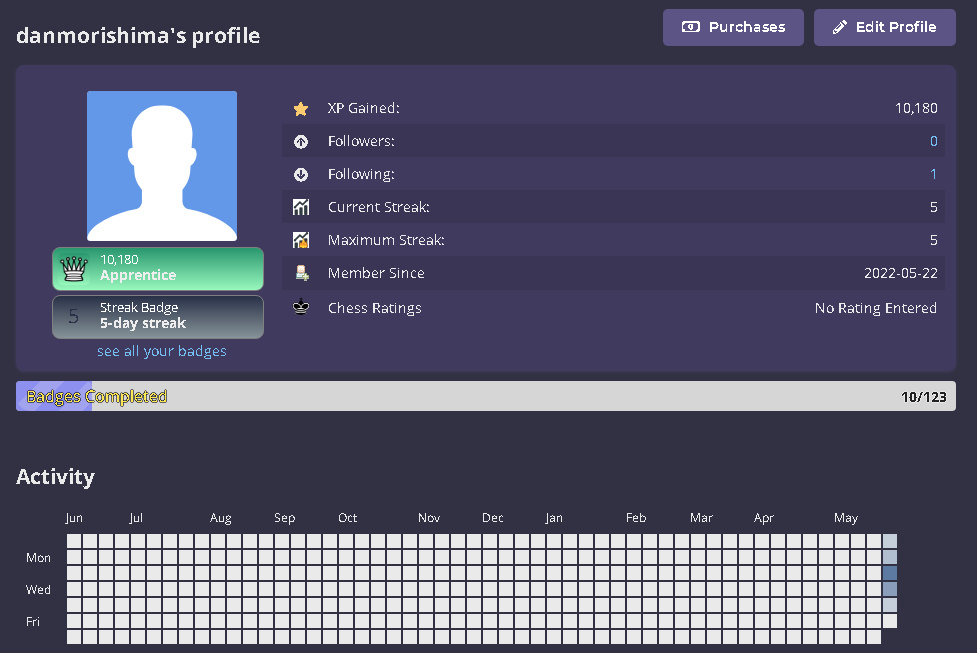 danmorishima's profile
Purchases
Edit Profile
XP Gained: 10,180
Followers: 0
Following: 1
Current Streak: 5
Maximum Streak: 5
Member Since 2022-05-22
Chess Ratings No Rating Entered
10,180
Apprentice
5
Streak Badge
5-day streak
see all your badges
Badges Completed 10/123
Activity
Jun Jul Aug Sep Oct Nov Dec Jan Feb Mar Apr May
Mon
Wed
Fri